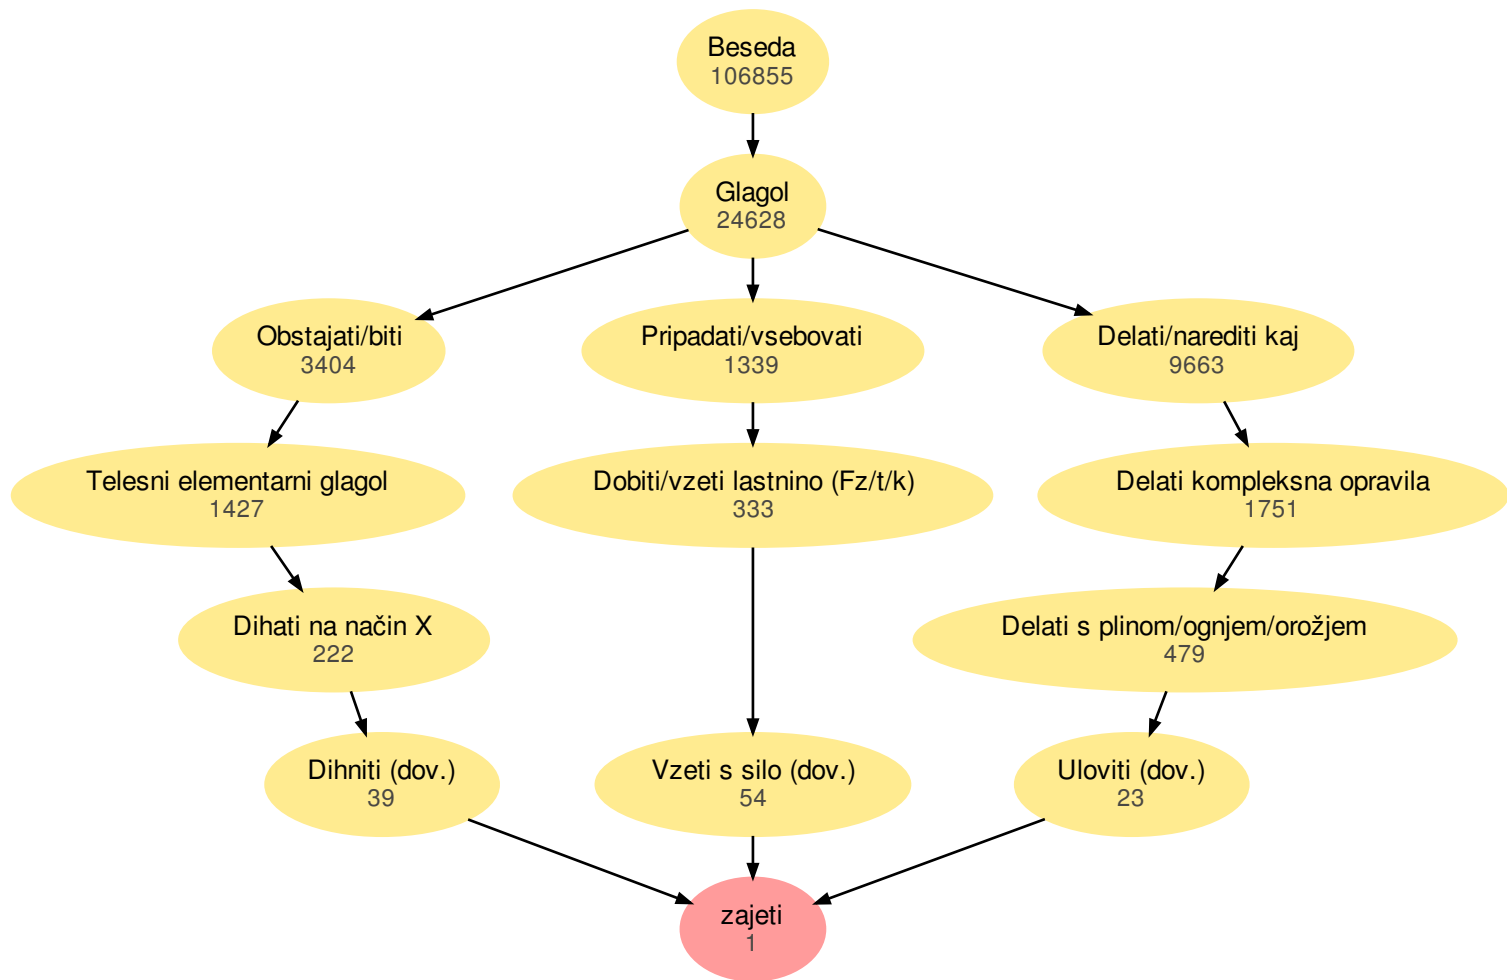 Beseda
106855
Glagol
24628
Obstajati/biti
3404
Pripadati/vsebovati
1339
Delati/narediti kaj
9663
Telesni elementarni glagol
1427
Dobiti/vzeti lastnino (Fz/t/k)
333
Delati kompleksna opravila
1751
Dihati na način X
222
Delati s plinom/ognjem/orožjem
479
Dihniti (dov.)
39
Vzeti s silo (dov.)
54
Uloviti (dov.)
23
zajeti
1